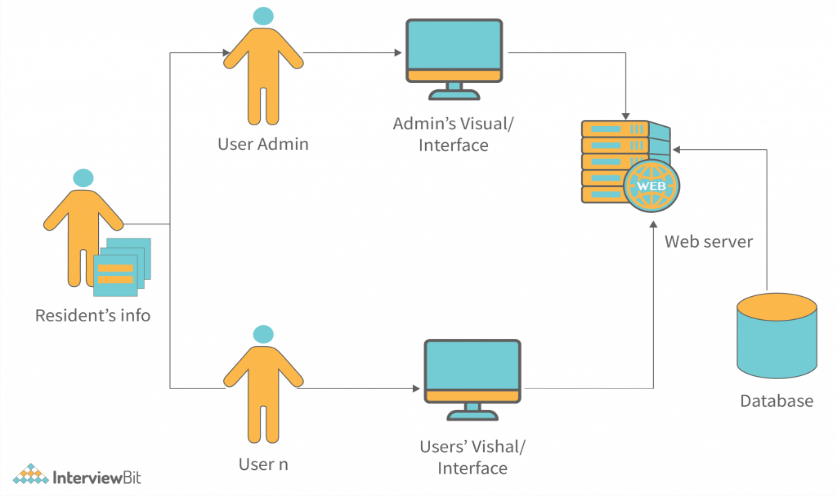 User Admin
Admin's Visual/
Interface
WEB
Web server
Resident's info
Database
User n
Users' Vishal/
Interface
InterviewBit